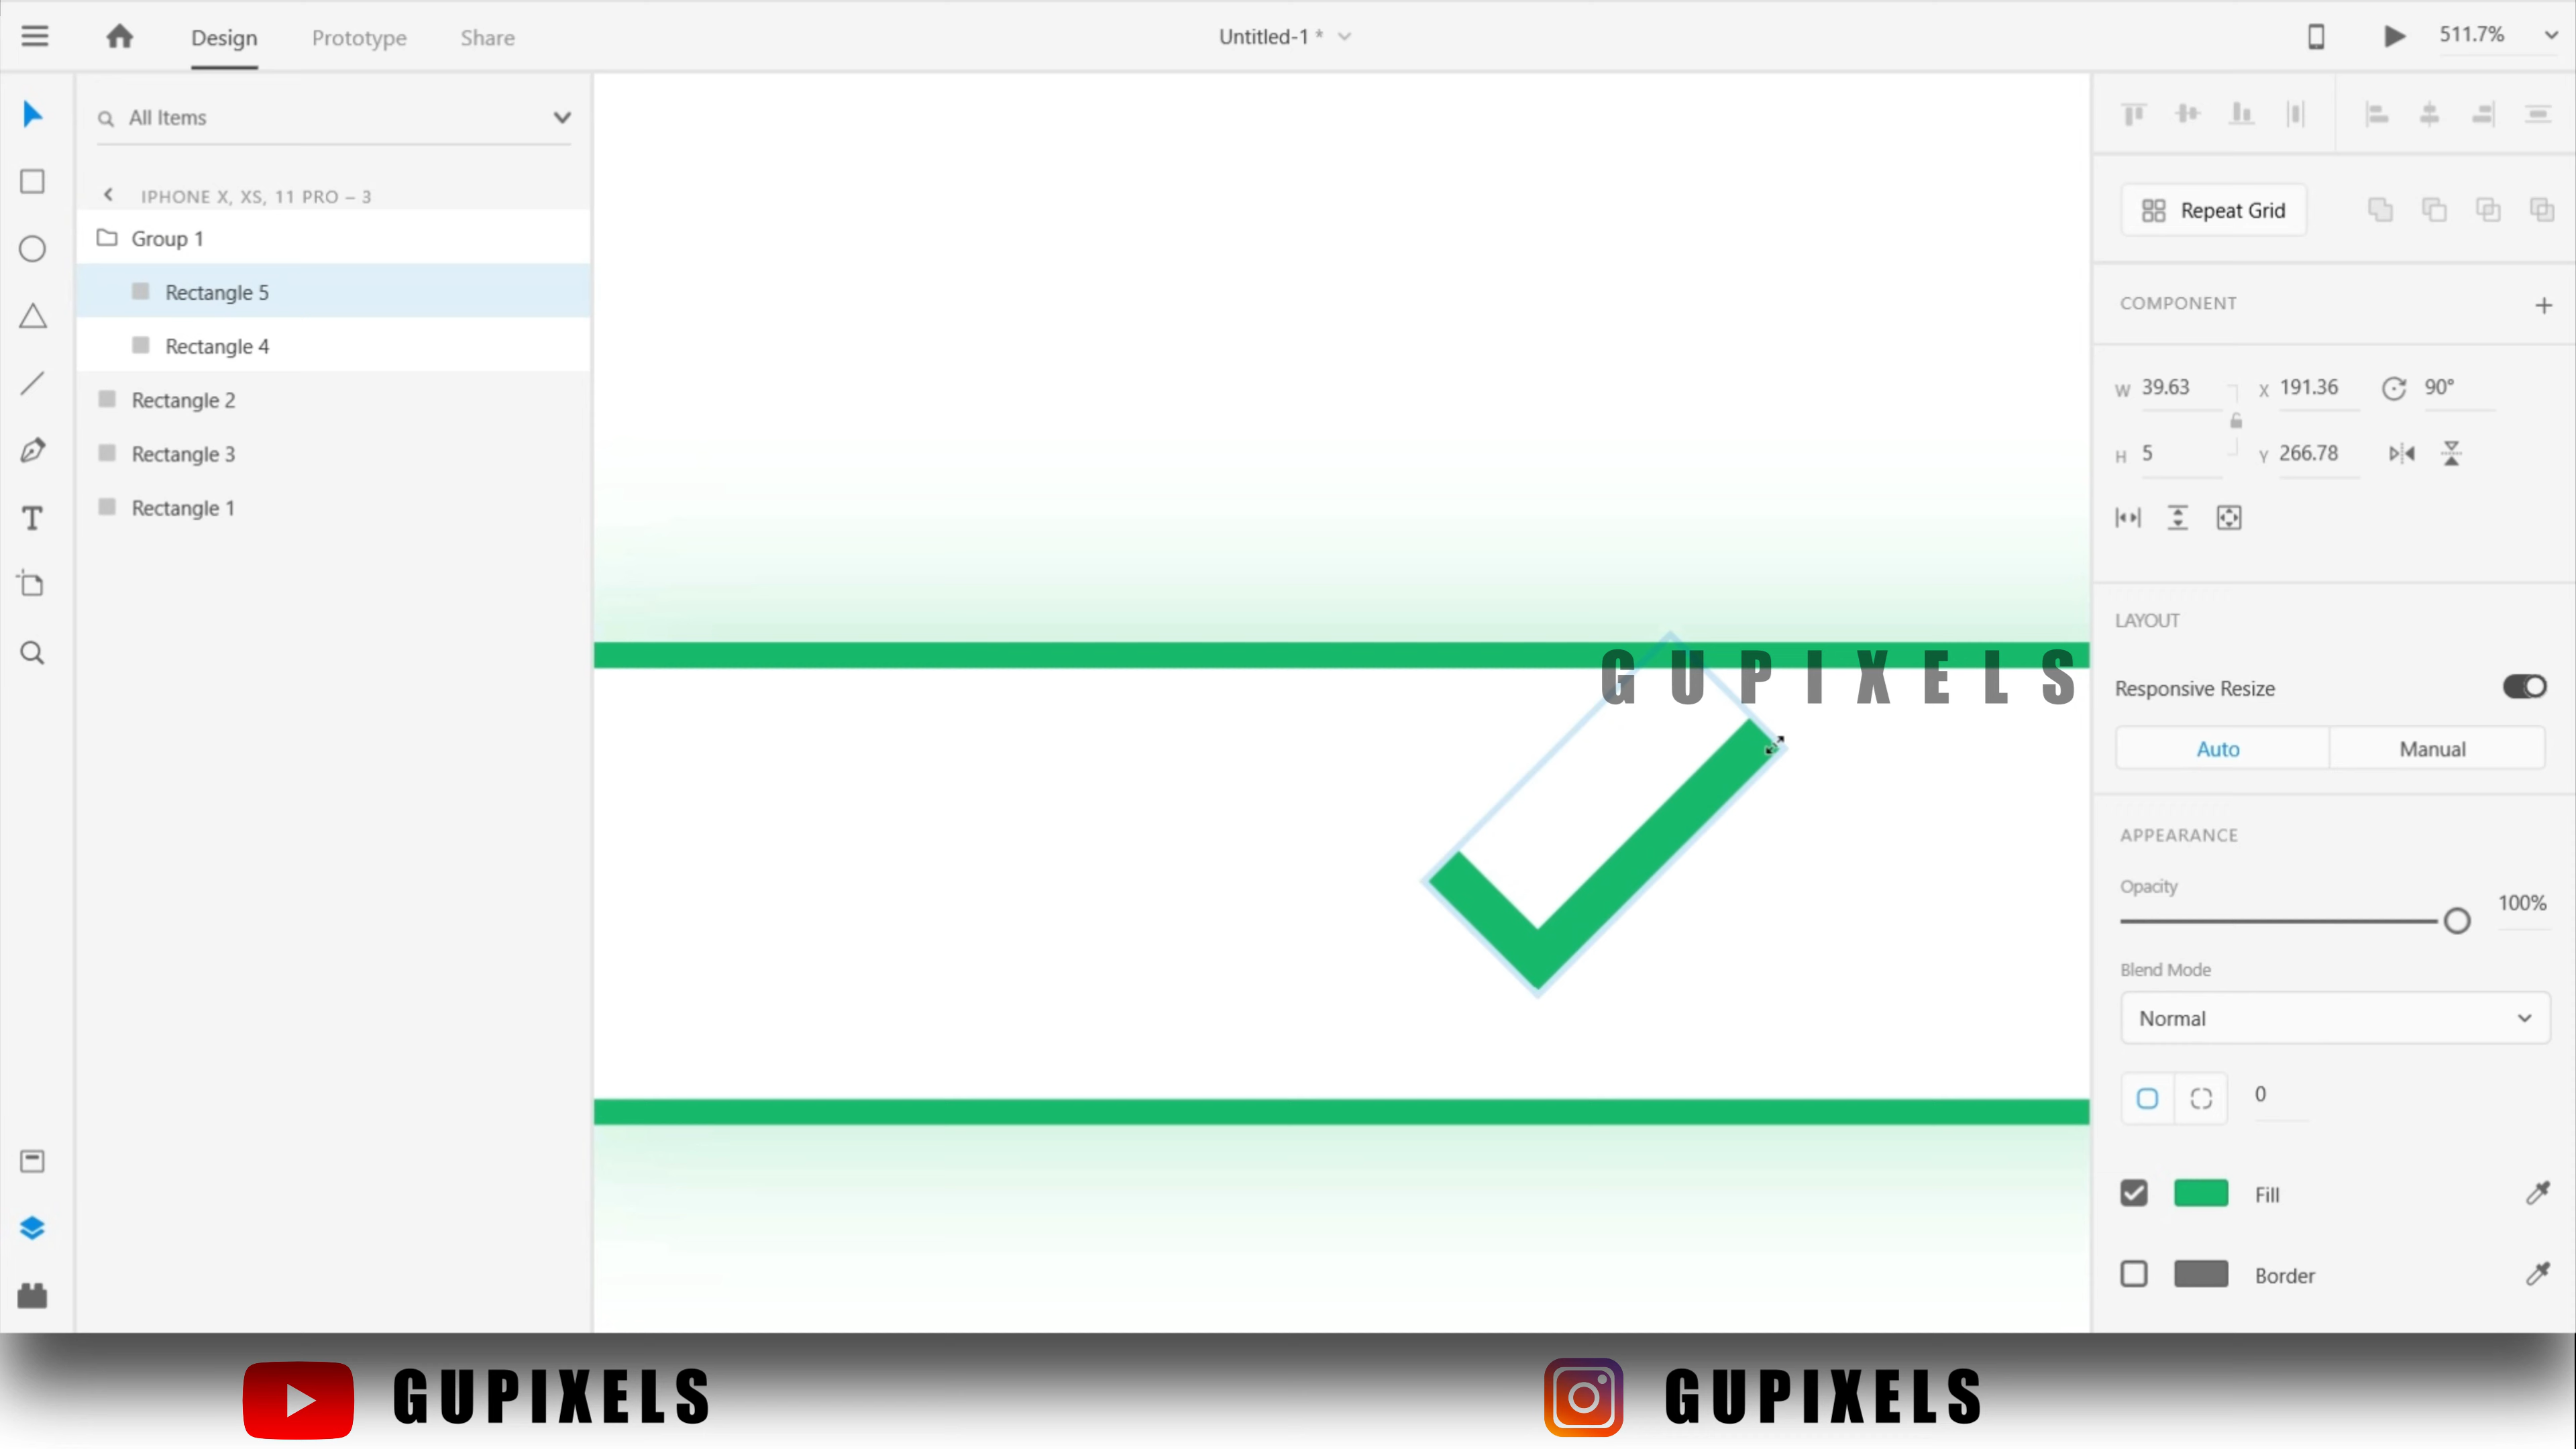 Design Prototype Share
Untitled-1 *
511.7%
All Items
IPHONE X, XS, 11 PRO – 3
Group 1
Rectangle 5
Rectangle 4
Rectangle 2
Rectangle 3
Rectangle 1
GUPIXELS
Repeat Grid
COMPONENT
W 39.63 X 191.36 90°
H 5 Y 266.78
LAYOUT
Responsive Resize
Auto Manual
APPEARANCE
Opacity
100%
Blend Mode
Normal
0
Fill
Border
GUPIXELS
GUPIXELS